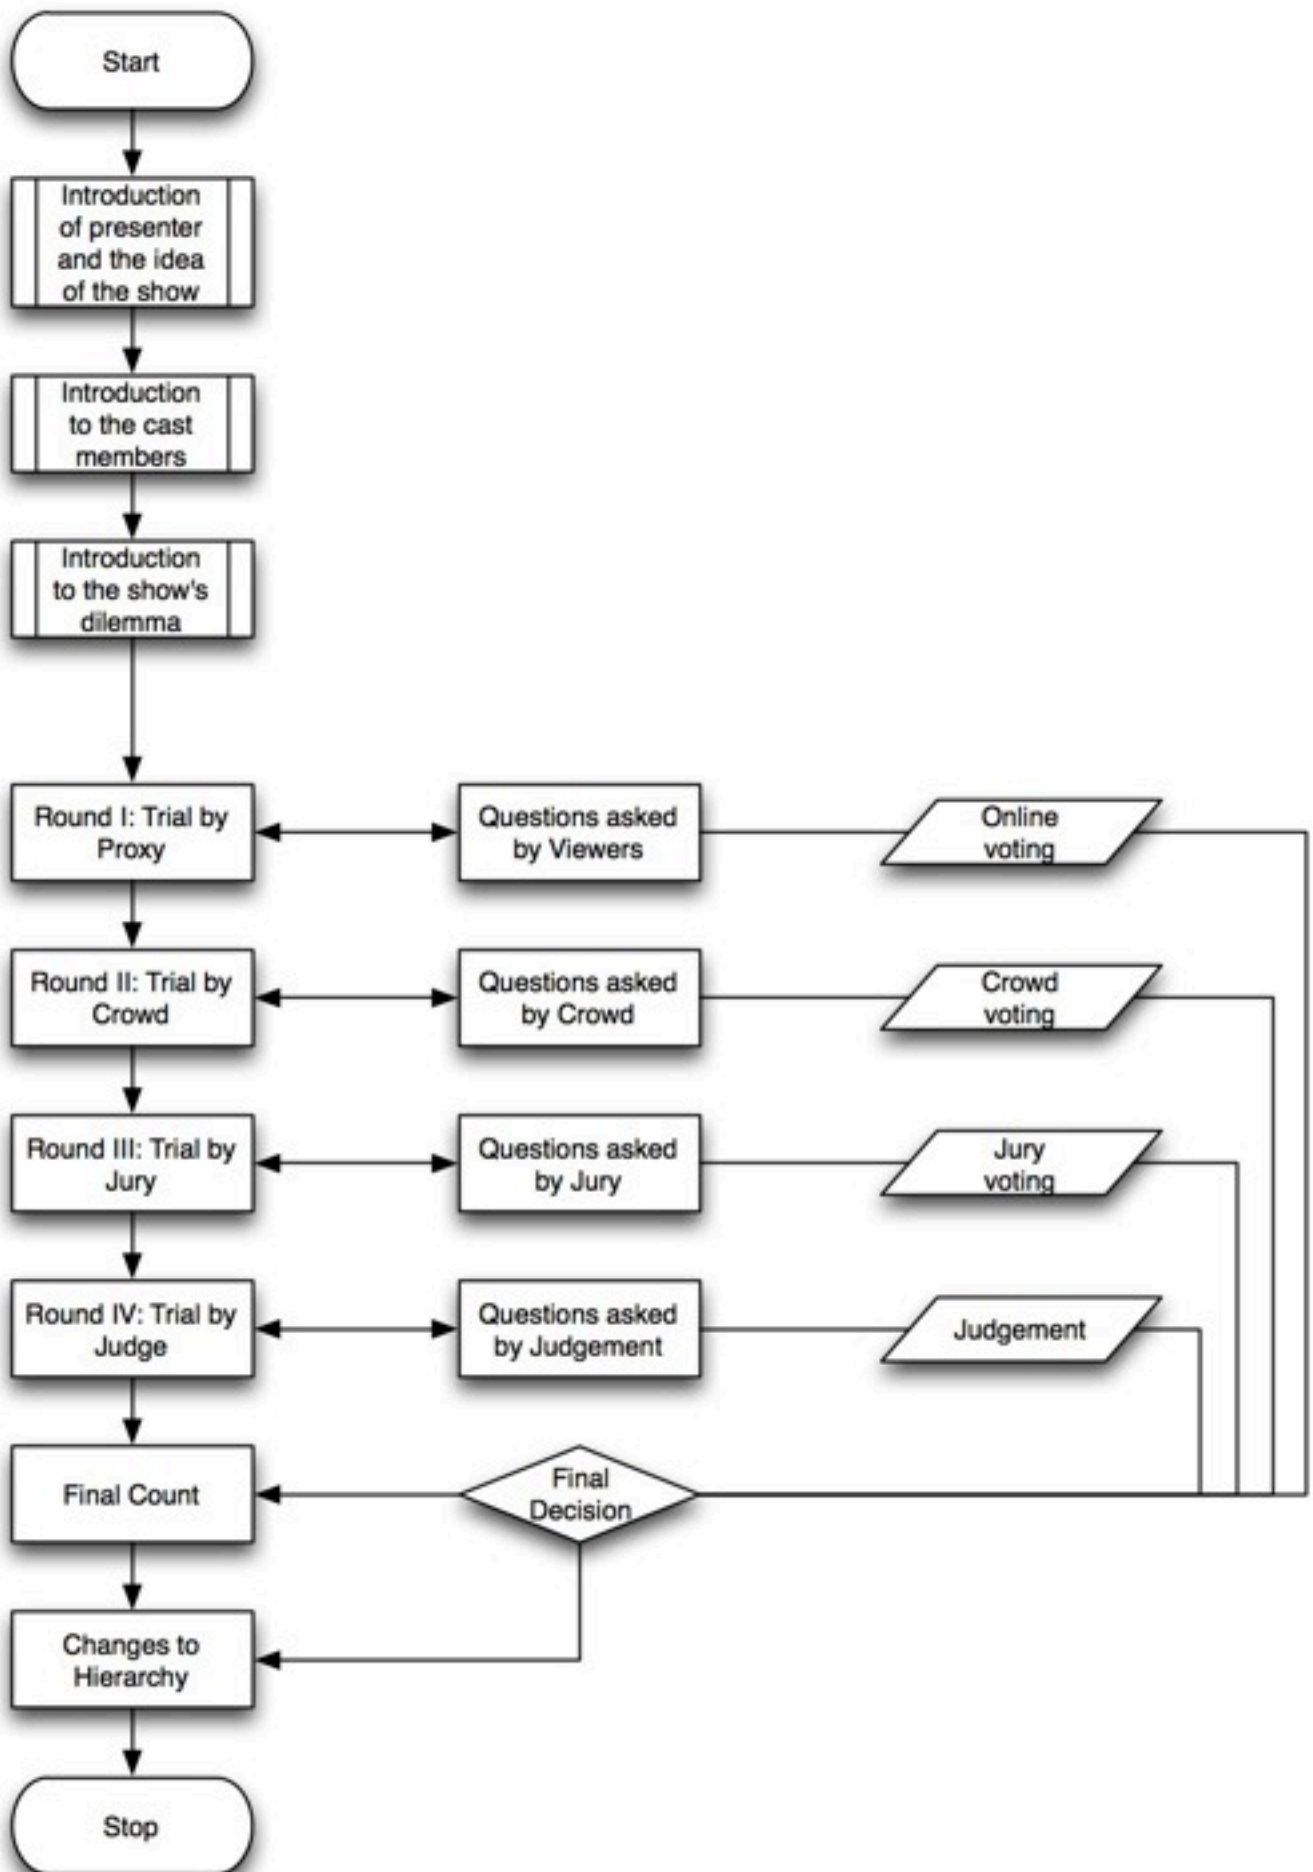 Start
Introduction
of presenter
and the idea
of the show
Introduction
to the cast
members
Introduction
to the show's
dilemma
Round I: Trial by
Proxy
Questions asked
by Viewers
Online
voting
Round II: Trial by
Crowd
Questions asked
by Crowd
Crowd
voting
Round III: Trial by
Jury
Questions asked
by Jury
Jury
voting
Round IV: Trial by
Judge
Questions asked
by Judgement
Judgement
Final Count
Final
Decision
Changes to
Hierarchy
Stop